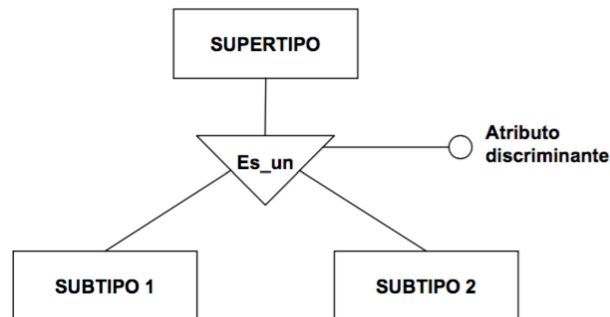 SUPERTIPO
Es_un
Atributo
discriminante
SUBTIPO 1
SUBTIPO 2